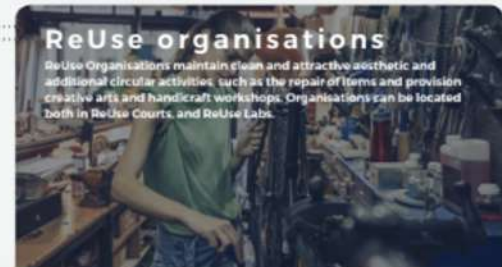 ReUse organisations
ReUse Organisations maintain clean and attractive aesthetic and
additional circular activities, such as the repair of items and provision
creative arts and handicraft workshops. Organisations can be located
both in ReUse Courts, and ReUse Labs.